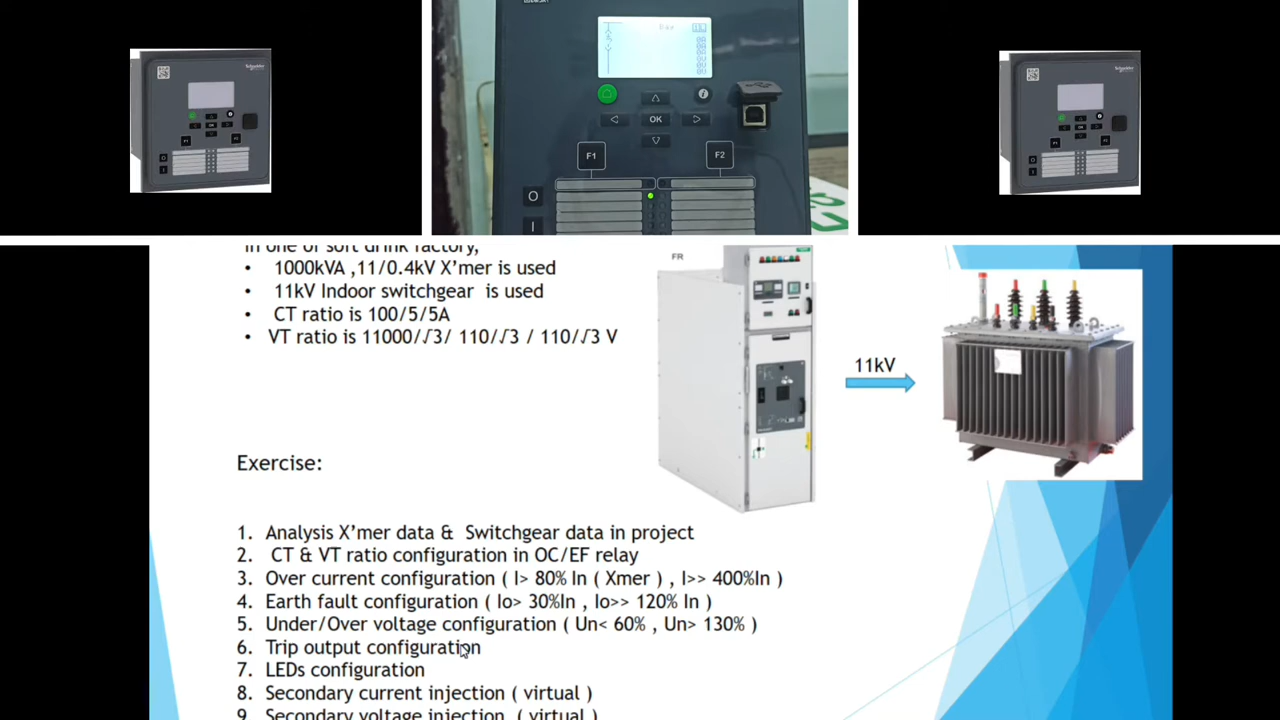 Schneider
OK
F1
F2
O
I
Schneider
In one of soft drink factory,
FR
• 1000kVA ,11/0.4kV X’mer is used
• 11kV Indoor switchgear is used
• CT ratio is 100/5/5A
• VT ratio is 11000/√3/ 110/√3 / 110/√3 V
11kV
Exercise:
1. Analysis X’mer data & Switchgear data in project
2. CT & VT ratio configuration in OC/EF relay
3. Over current configuration ( I> 80% In ( Xmer ) , I>> 400%In )
4. Earth fault configuration ( Io> 30%In , Io>> 120% In )
5. Under/Over voltage configuration ( Un< 60% , Un> 130% )
6. Trip output configuration
7. LEDs configuration
8. Secondary current injection ( virtual )
9. Secondary voltage injection ( virtual )